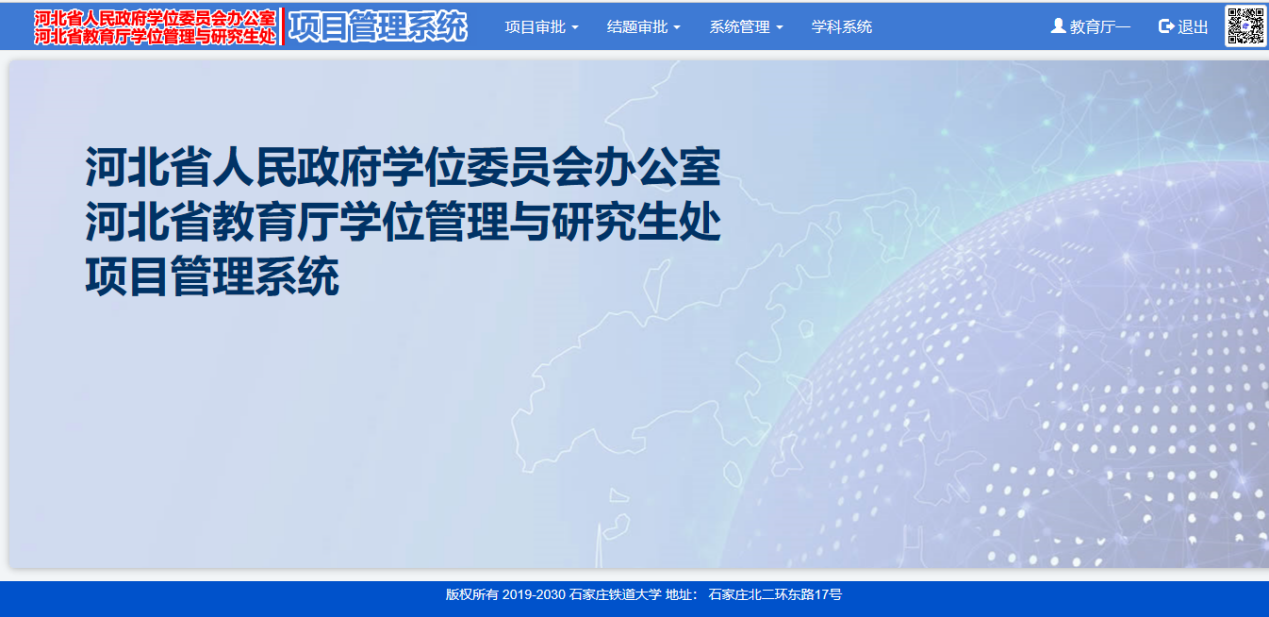 河北省人民政府学位委员会办公室
河北省教育厅学位管理与研究生处
项目管理系统
项目审批
结题审批
系统管理
学科系统
教育厅一
退出
河北省人民政府学位委员会办公室
河北省教育厅学位管理与研究生处
项目管理系统
版权所有 2019-2030 石家庄铁道大学 地址： 石家庄北二环东路17号